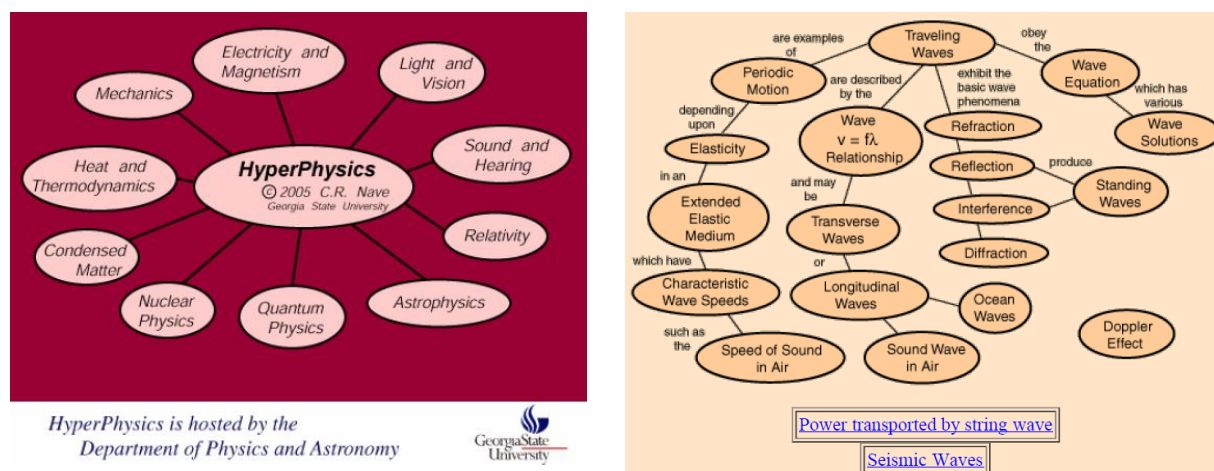 Electricity and
Magnetism
Light and
Vision
Mechanics
Sound and
Hearing
Heat and
Thermodynamics
HyperPhysics
© 2005 C.R. Nave
Georgia State University
Relativity
Condensed
Matter
Nuclear
Physics
Quantum
Physics
Astrophysics
HyperPhysics is hosted by the
Department of Physics and Astronomy
GeorgiaState
University
Traveling
Waves
are examples
of
obey
the
Periodic
Motion
are described
by the
exhibit the
basic wave
phenomena
Wave
Equation
which has
various
depending
upon
Wave
v = fλ
Relationship
Refraction
Wave
Solutions
Elasticity
Reflection
produce
in an
and may
be
Standing
Waves
Extended
Elastic
Medium
Transverse
Waves
Interference
Diffraction
which have
or
Characteristic
Wave Speeds
Longitudinal
Waves
Ocean
Waves
such as
the
Doppler
Effect
Speed of Sound
in Air
Sound Wave
in Air
Power transported by string wave
Seismic Waves